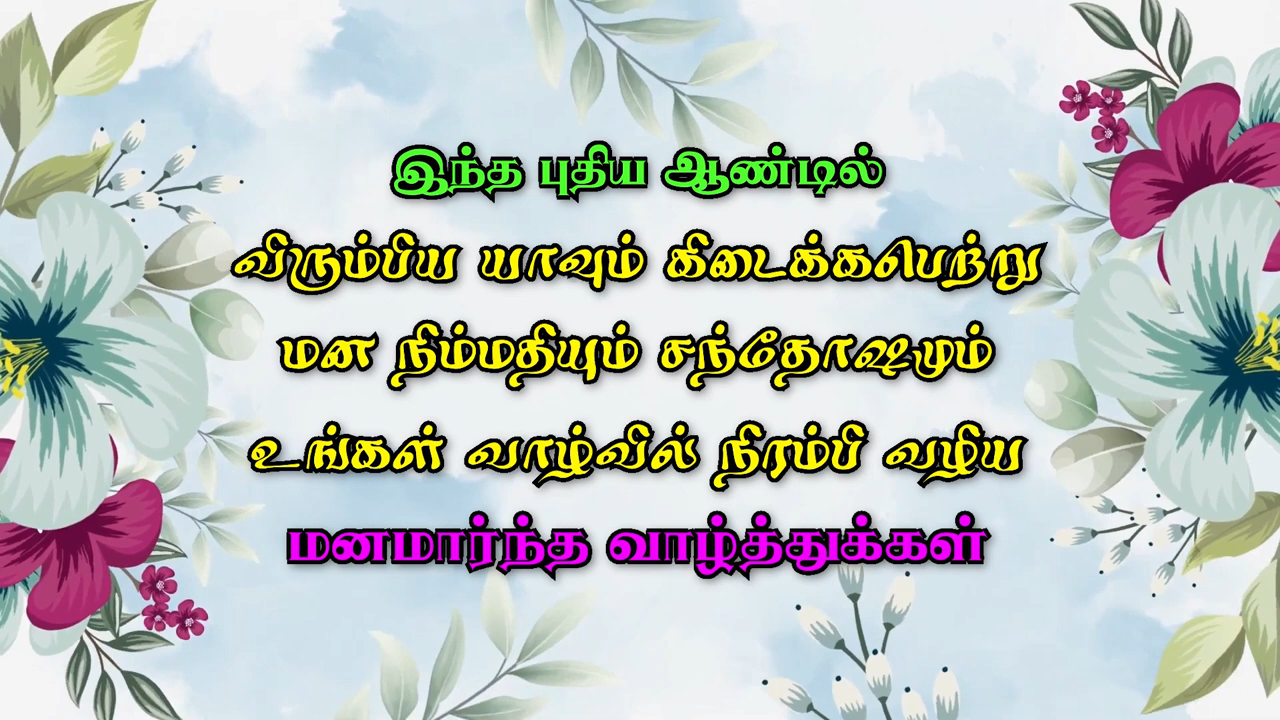 இந்த புதிய ஆண்டில்
விரும்பிய யாவும் கிடைக்கபெற்று
மன நிம்மதியும் சந்தோஷமும்
உங்கள் வாழ்வில் நிரம்பி வழிய
மனமார்ந்த வாழ்த்துக்கள்